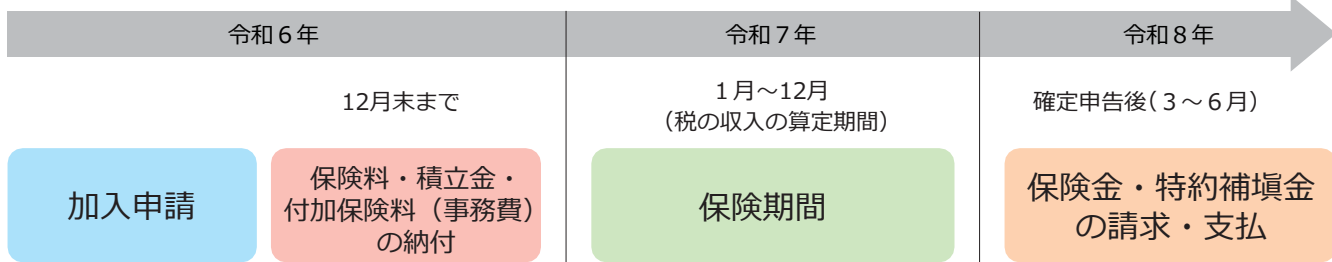 令和６年
令和７年
令和８年
12月末まで
１月～12月
（税の収入の算定期間）
確定申告後（３～６月）
加入申請
保険料・積立金・
付加保険料（事務費）
の納付
保険期間
保険金・特約補塡金
の請求・支払